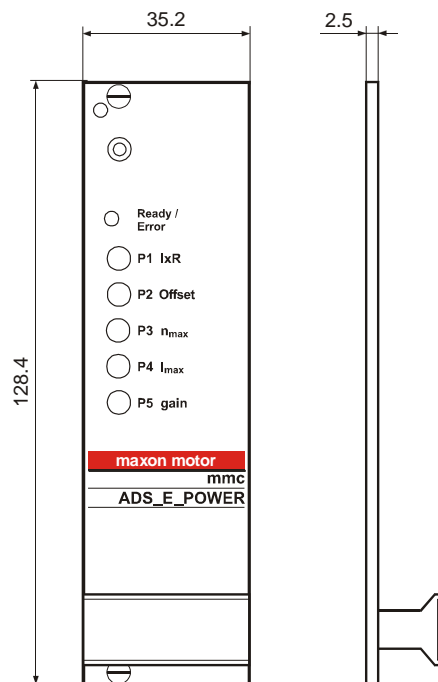 35.2
2.5
Ready /
Error
P1 IxR
P2 Offset
P3 nmax
P4 Imax
P5 gain
128.4
maxon motor
mmc
ADS_E_POWER